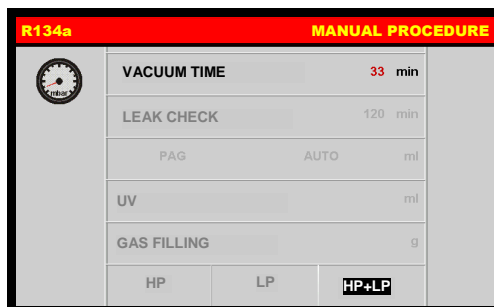 R134a MANUAL PROCEDURE
mbar
VACUUM TIME 33 min
LEAK CHECK 120 min
PAG AUTO ml
UV ml
GAS FILLING g
HP LP HP+LP